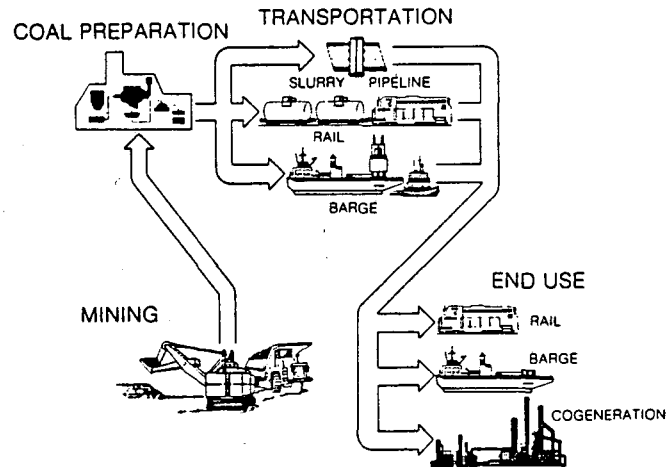 TRANSPORTATION
COAL PREPARATION
SLURRY PIPELINE
RAIL
BARGE
END USE
MINING
RAIL
BARGE
COGENERATION